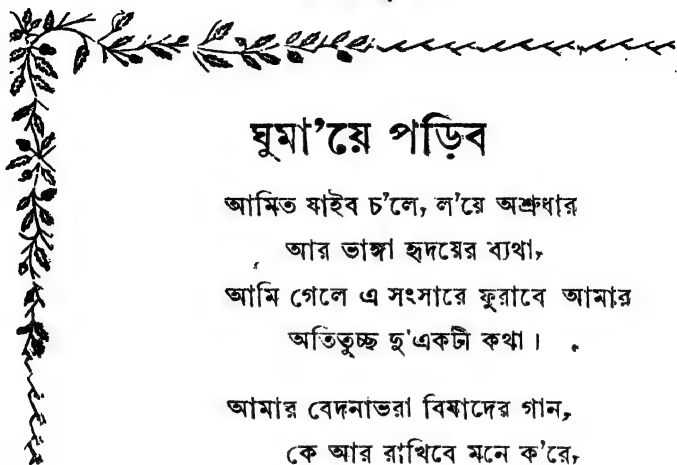 ঘুমা’য়ে পড়িব
আমিত যাইব চ’লে, ল’য়ে অশ্রুধার
আর ভাঙ্গা হৃদয়ের ব্যথা,
আমি গেলে এ সংসারে ফুরাবে আমার
অতিতুচ্ছ দু'একটী কথা।
আমার বেদনাভরা বিষাদের গান,
কে আর রাখিবে মনে ক’রে,